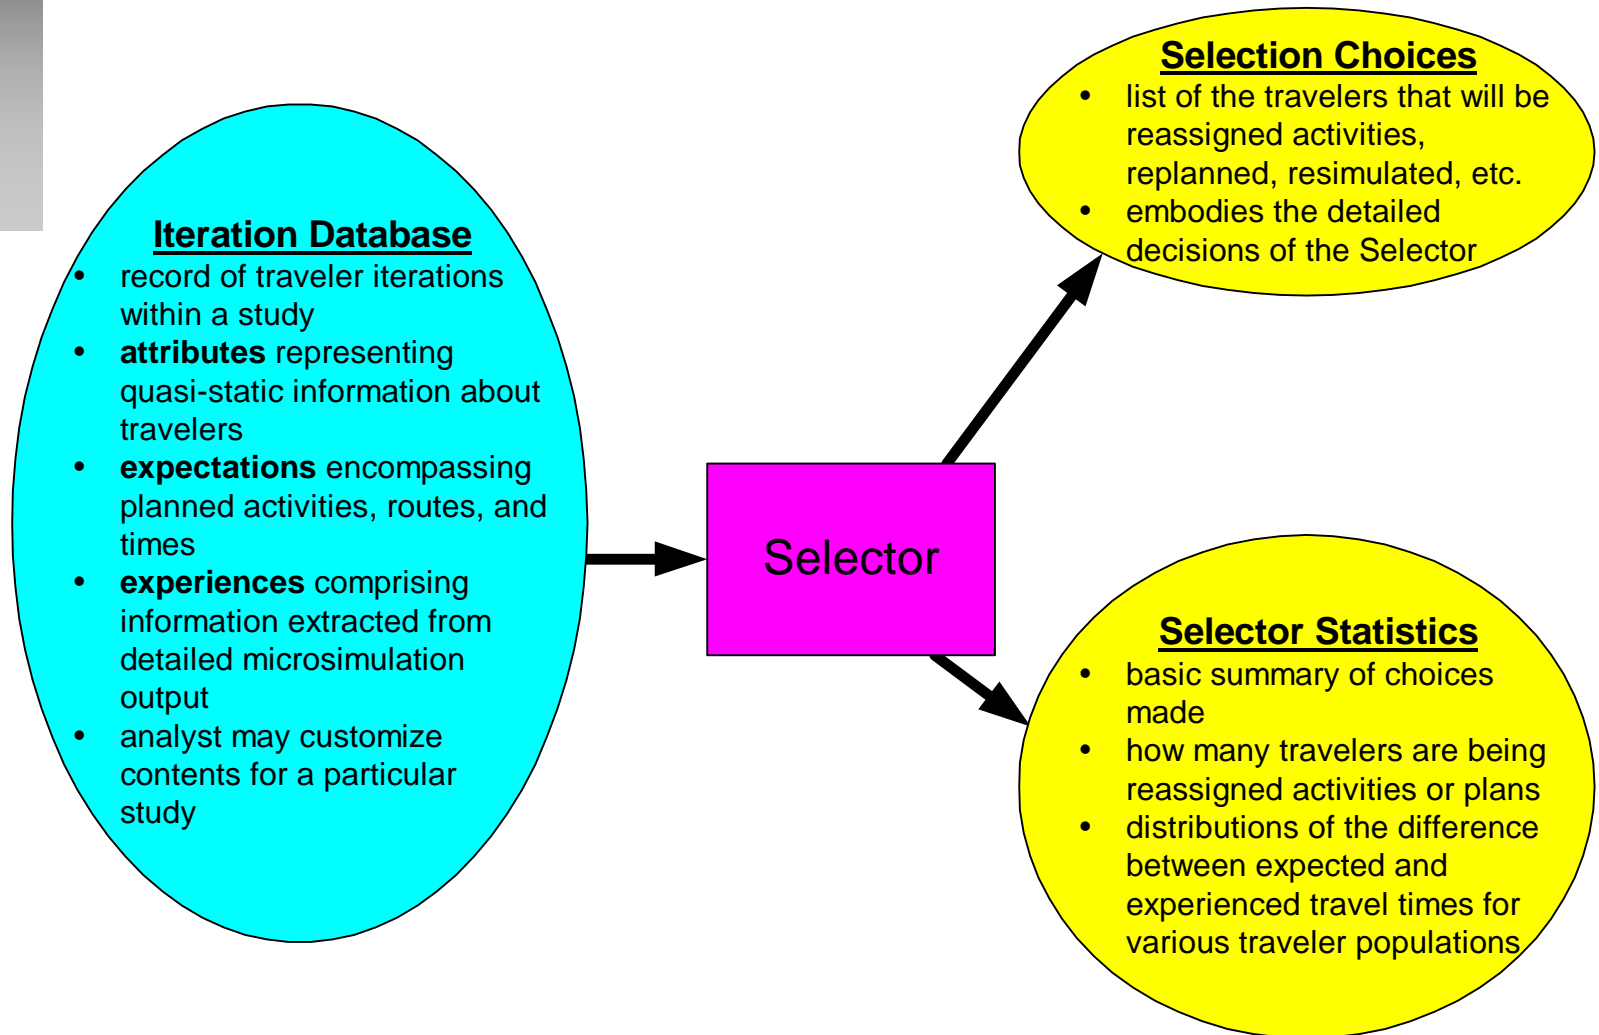 Iteration Database
• record of traveler iterations
within a study
• attributes representing
quasi-static information about
travelers
• expectations encompassing
planned activities, routes, and
times
• experiences comprising
information extracted from
detailed microsimulation
output
• analyst may customize
contents for a particular
study
Selector
Selection Choices
• list of the travelers that will be
reassigned activities,
replanned, resimulated, etc.
• embodies the detailed
decisions of the Selector
Selector Statistics
• basic summary of choices
made
• how many travelers are being
reassigned activities or plans
• distributions of the difference
between expected and
experienced travel times for
various traveler populations